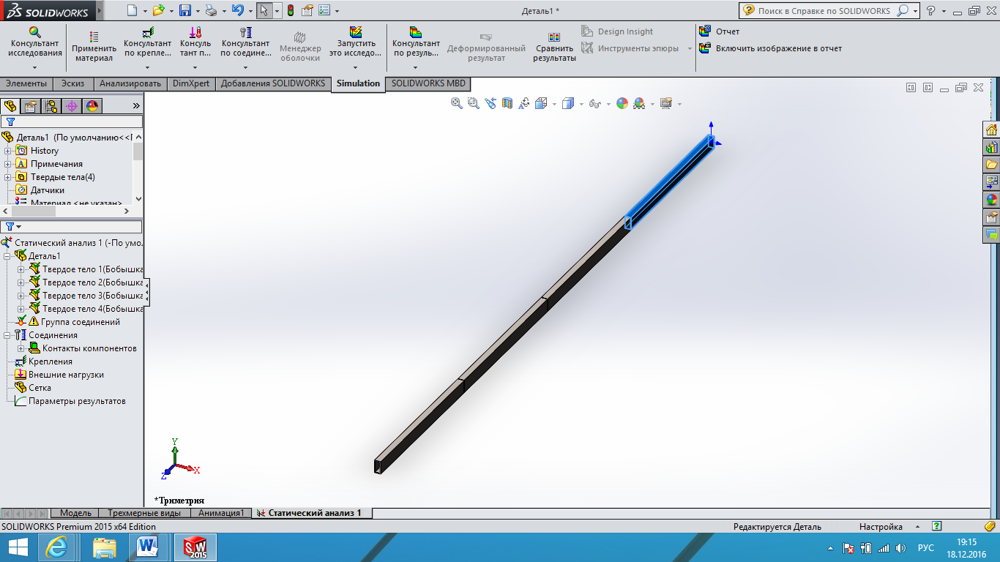 SOLIDWORKS
Деталь1 *
Поиск в Справке по SOLIDWORKS
Консультант исследования
Применить материал
Консультант по крепле...
Консуль тант п...
Консультант по соедине...
Менеджер оболочки
Запустить это исследо...
Консультант по резуль...
Деформированный результат
Сравнить результаты
Design Insight
Инструменты эпюры
Отчет
Включить изображение в отчет
Элементы
Эскиз
Анализировать
DimXpert
Добавления SOLIDWORKS
Simulation
SOLIDWORKS MBD
Деталь1 (По умолчанию<<Г
History
Примечания
Твердые тела(4)
Датчики
Материал <не указан>
Статический анализ 1 (-По умо.
Деталь1
Твердое тело 1(Бобышка
Твердое тело 2(Бобышка
Твердое тело 3(Бобышка
Твердое тело 4(Бобышка
Группа соединений
Соединения
Контакты компонентов
Крепления
Внешние нагрузки
Сетка
Параметры результатов
Y
X
Z
*Триметрия
Модель
Трехмерные виды
Анимация1
Статический анализ 1
SOLIDWORKS Premium 2015 x64 Edition
Редактируется Деталь
Настройка
РУС
19:15
18.12.2016